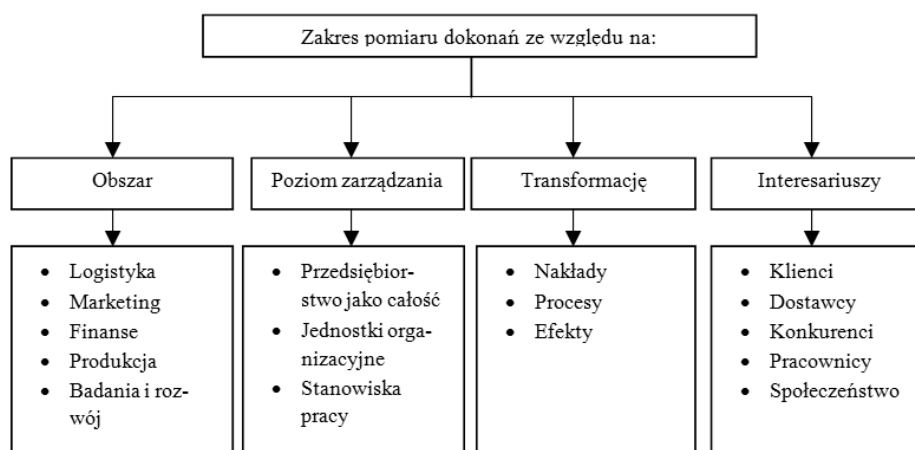 Zakres pomiaru dokonań ze względu na:
Obszar
Poziom zarządzania
Transformację
Interesariuszy
• Logistyka
• Marketing
• Finanse
• Produkcja
• Badania i roz-
wój
• Przedsiębior-
stwo jako całość
• Jednostki orga-
nizacyjne
• Stanowiska
pracy
• Nakłady
• Procesy
• Efekty
• Klienci
• Dostawcy
• Konkurenci
• Pracownicy
• Społeczeństwo